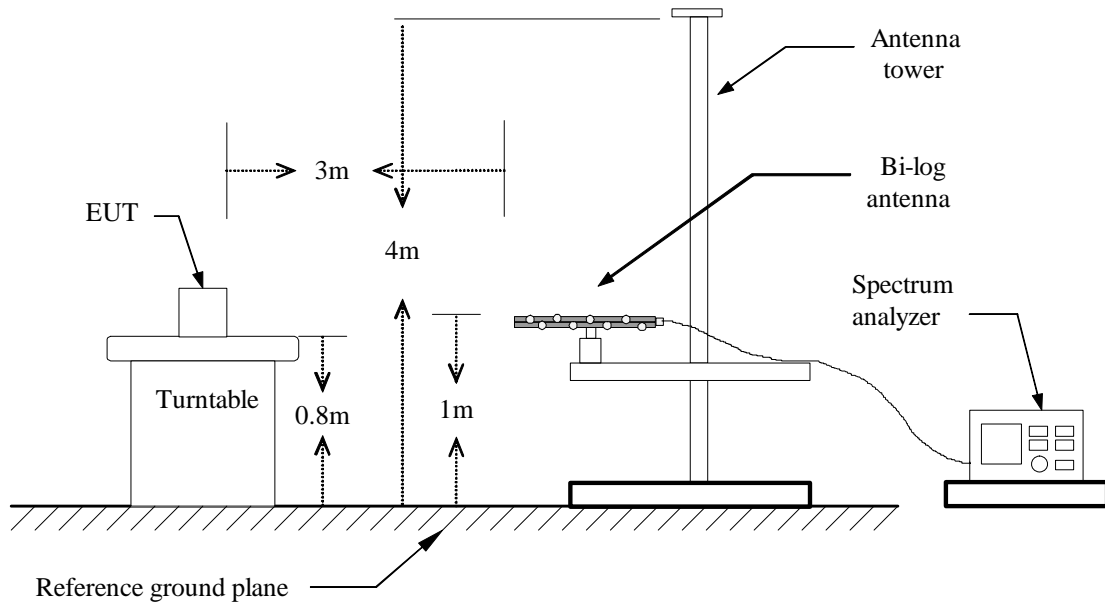 Antenna
tower
3m
Bi-log
antenna
EUT
4m
Spectrum
analyzer
Turntable
0.8m
1m
Reference ground plane